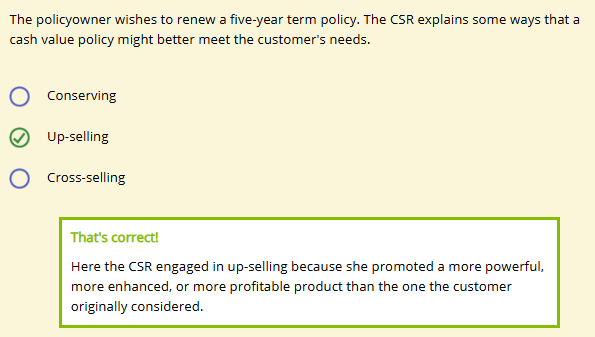 The policyowner wishes to renew a five-year term policy. The CSR explains some ways that a
cash value policy might better meet the customer's needs.
Conserving
Up-selling
Cross-selling
That's correct!
Here the CSR engaged in up-selling because she promoted a more powerful,
more enhanced, or more profitable product than the one the customer
originally considered.